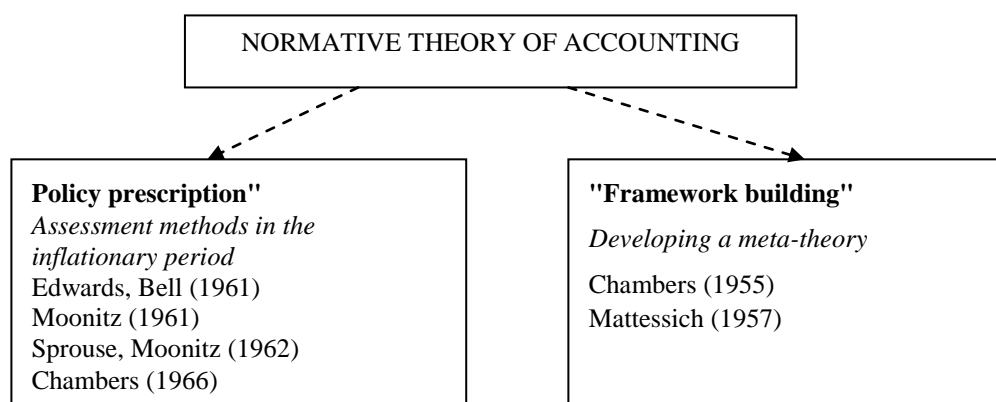 NORMATIVE THEORY OF ACCOUNTING
Policy prescription"
Assessment methods in the
inflationary period
Edwards, Bell (1961)
Moonitz (1961)
Sprouse, Moonitz (1962)
Chambers (1966)
"Framework building"
Developing a meta-theory
Chambers (1955)
Mattessich (1957)